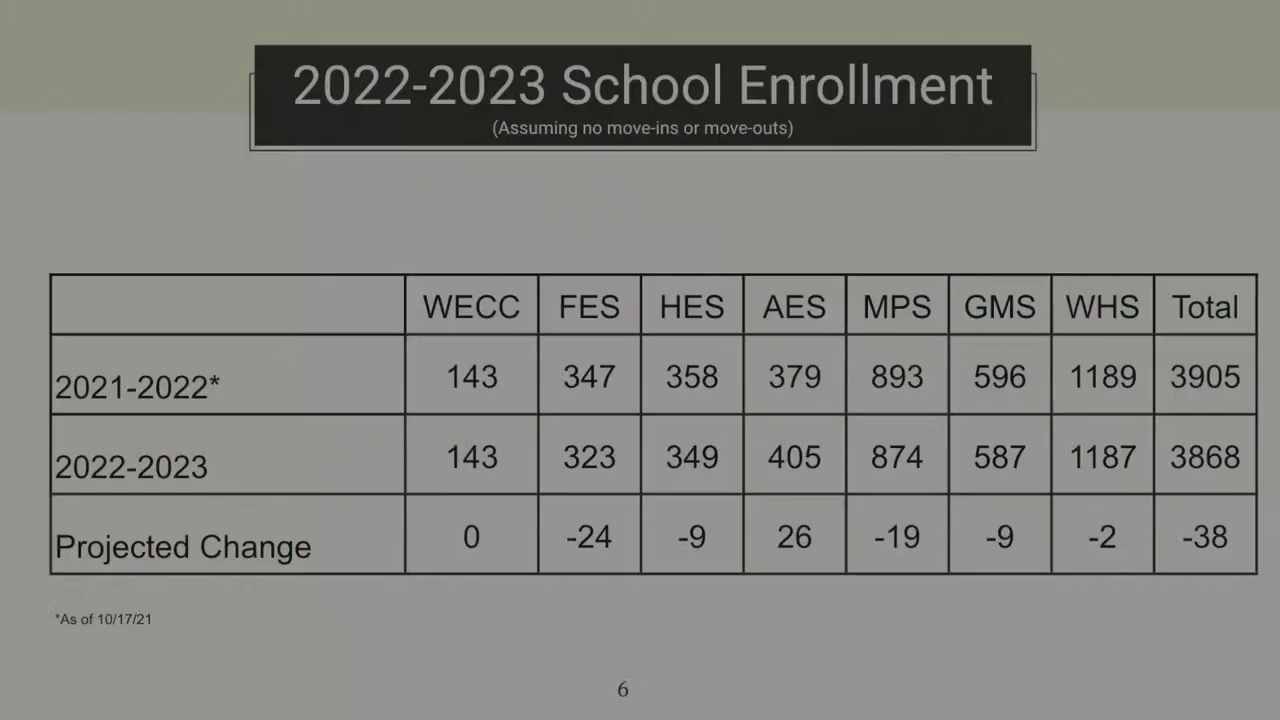 2022-2023 School Enrollment
(Assuming no move-ins or move-outs)
WECC FES HES AES MPS GMS WHS Total
2021-2022* 143 347 358 379 893 596 1189 3905
2022-2023 143 323 349 405 874 587 1187 3868
Projected Change 0 -24 -9 26 -19 -9 -2 -38
*As of 10/17/21
6